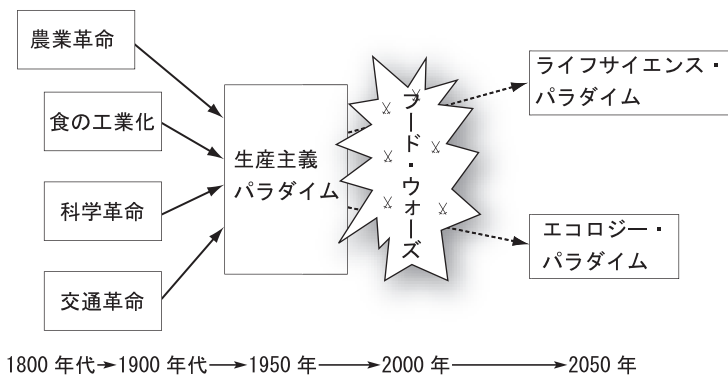 農業革命
食の工業化
科学革命
交通革命
生産主義
パラダイム
フード・ウォーズ
ライフサイエンス・
パラダイム
エコロジー・
パラダイム
1800 年代→1900 年代→1950 年→2000 年→2050 年